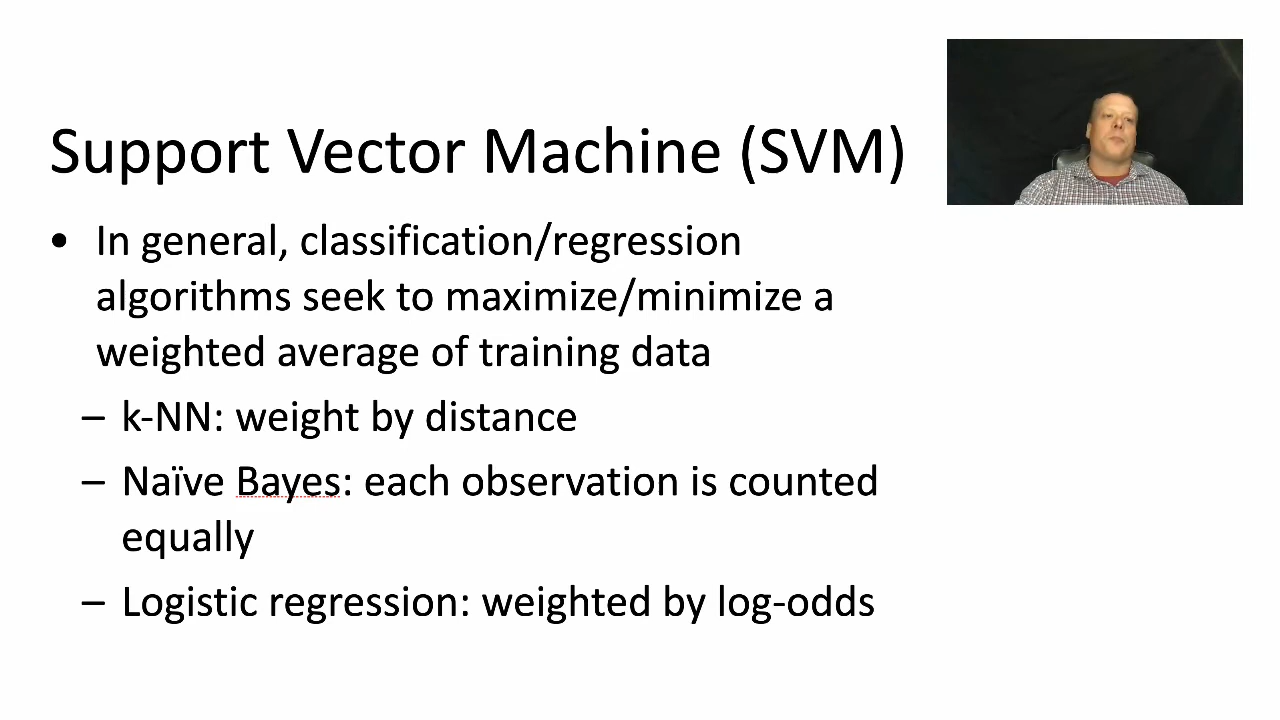 Support Vector Machine (SVM)
• In general, classification/regression
algorithms seek to maximize/minimize a
weighted average of training data
– k-NN: weight by distance
– Naïve Bayes: each observation is counted
equally
– Logistic regression: weighted by log-odds